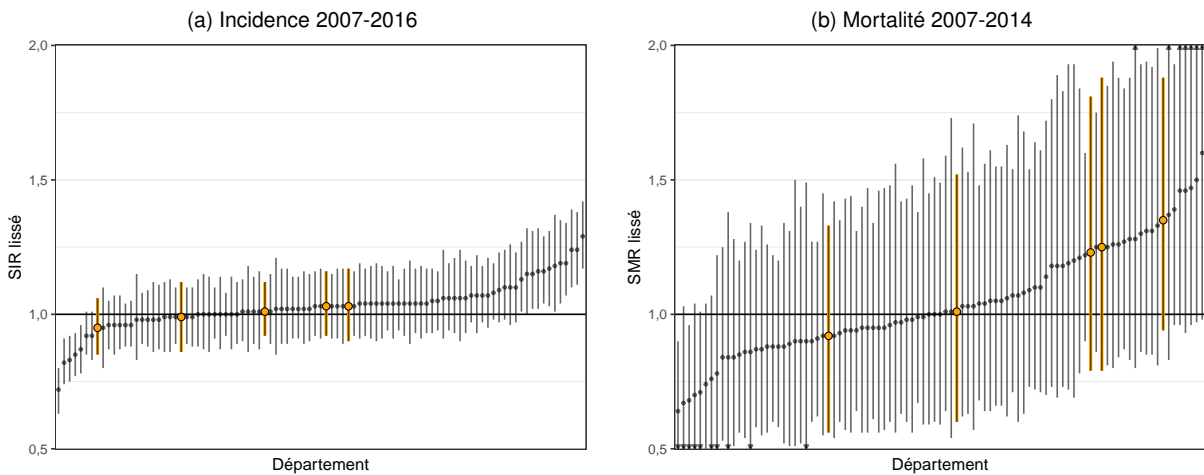 (a) Incidence 2007-2016
2,0
1,5
1,0
0,5
SIR lissé
Département
(b) Mortalité 2007-2014
2,0
1,5
1,0
0,5
SMR lissé
Département